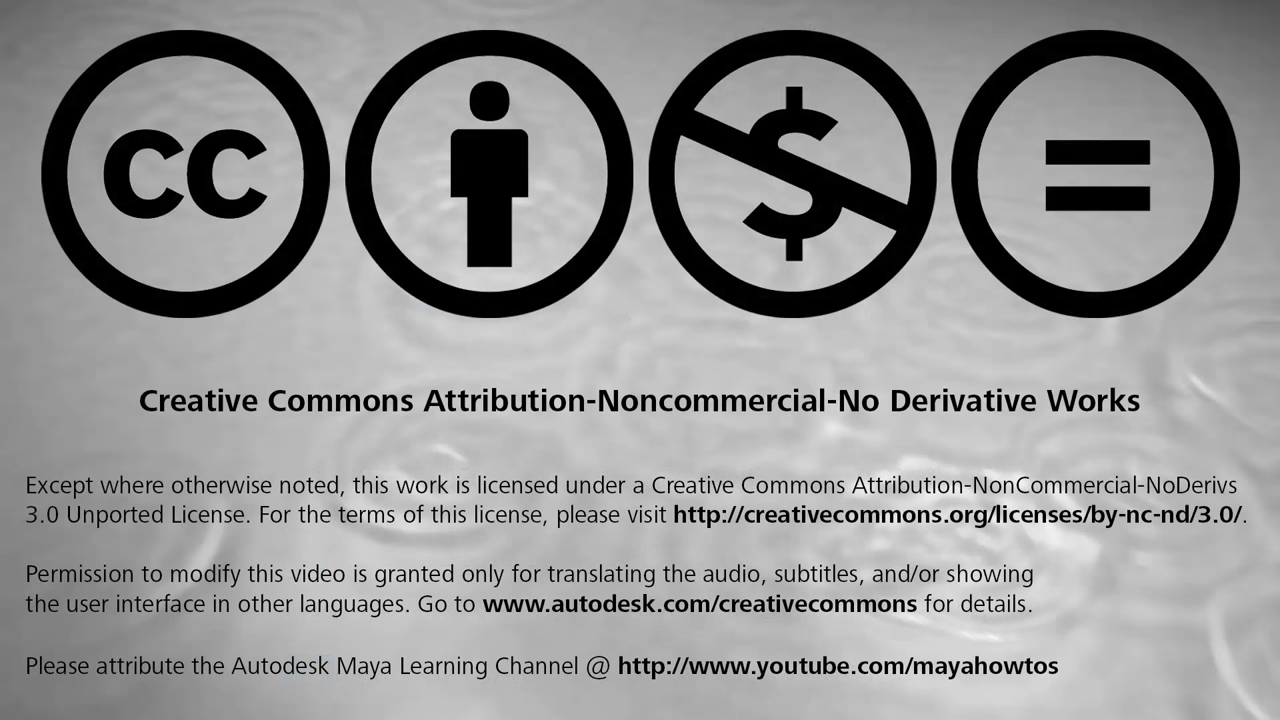 cc $ =
Creative Commons Attribution-Noncommercial-No Derivative Works
Except where otherwise noted, this work is licensed under a Creative Commons Attribution-NonCommercial-NoDerivs
3.0 Unported License. For the terms of this license, please visit http://creativecommons.org/licenses/by-nc-nd/3.0/.
Permission to modify this video is granted only for translating the audio, subtitles, and/or showing
the user interface in other languages. Go to www.autodesk.com/creativecommons for details.
Please attribute the Autodesk Maya Learning Channel @ http://www.youtube.com/mayahowtos